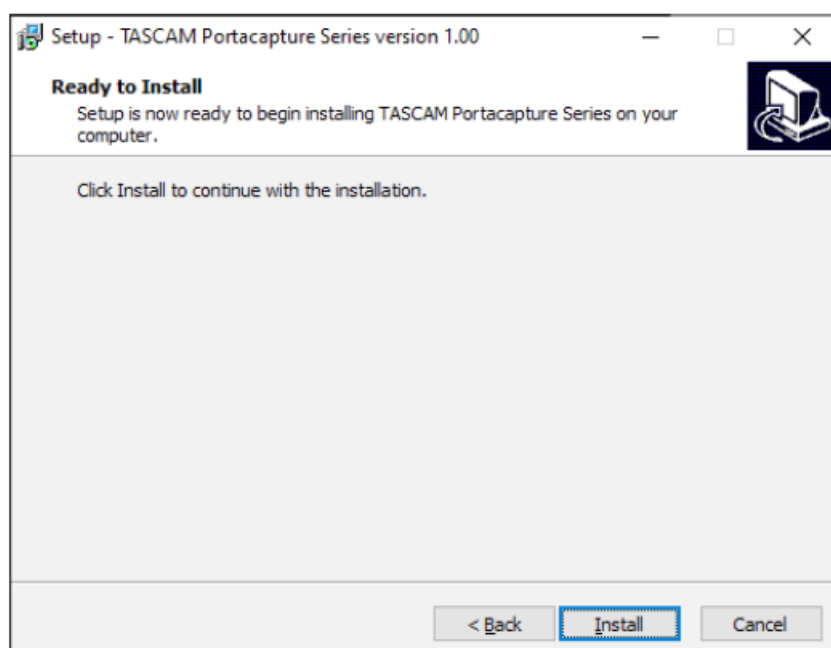 Setup - TASCAM Portacapture Series version 1.00
Ready to Install
Setup is now ready to begin installing TASCAM Portacapture Series on your
computer.
Click Install to continue with the installation.
< Back
Install
Cancel